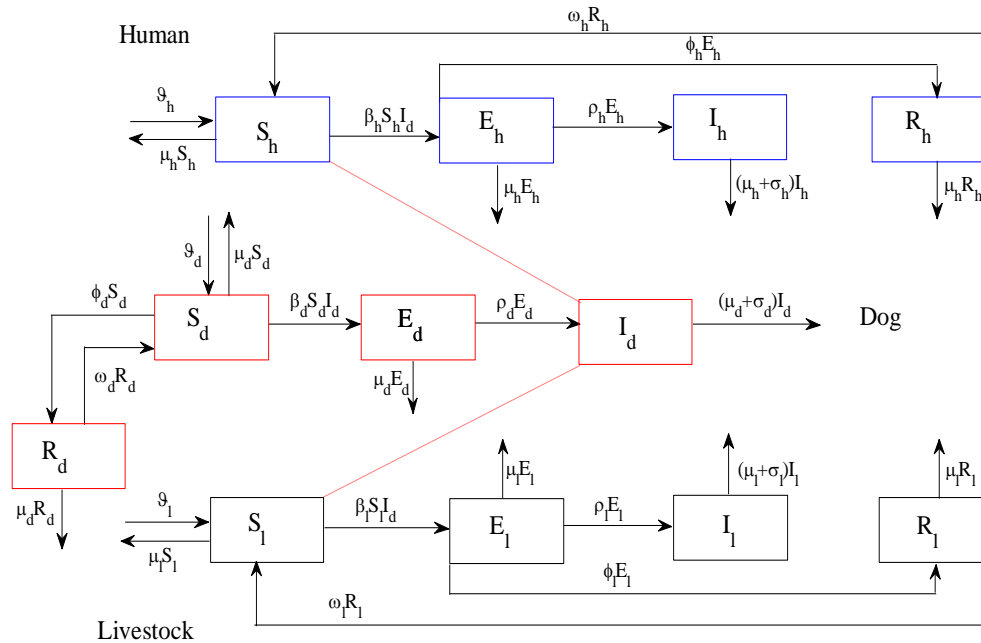 ω_hR_h
Human
ϕ_hE_h
ϑ_h
S_h
β_hS_hI_d
E_h
ρ_hE_h
I_h
R_h
μ_hS_h
μ_hE_h
(μ_h+σ_h)I_h
μ_hR_h
ϑ_d
μ_dS_d
ϕ_dS_d
S_d
β_dS_dI_d
E_d
ρ_dE_d
I_d
(μ_d+σ_d)I_d
Dog
ω_dR_d
μ_dE_d
R_d
μ_dR_d
μ_lE_l
(μ_l+σ_l)I_l
μ_lR_l
ϑ_l
S_l
β_lS_lI_d
E_l
ρ_lE_l
I_l
R_l
μ_lS_l
ϕ_lE_l
ω_lR_l
Livestock